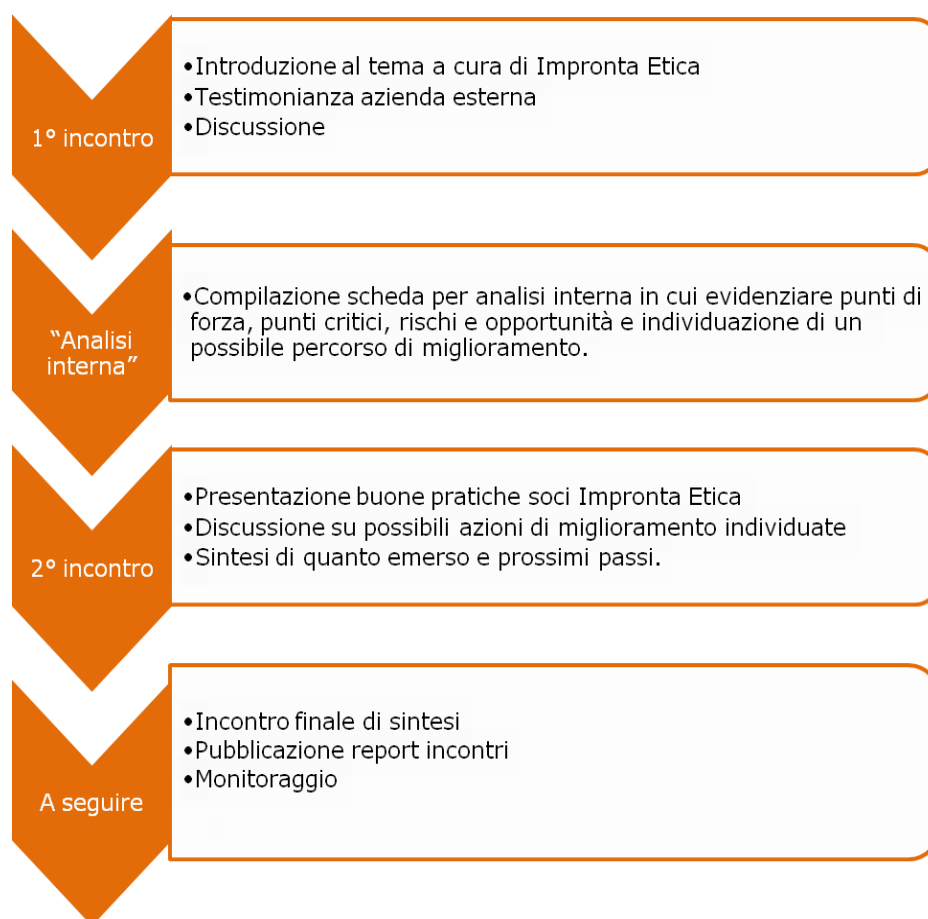 1° incontro
•Introduzione al tema a cura di Impronta Etica
•Testimonianza azienda esterna
•Discussione
“Analisi
interna”
•Compilazione scheda per analisi interna in cui evidenziare punti di
forza, punti critici, rischi e opportunità e individuazione di un
possibile percorso di miglioramento.
2° incontro
•Presentazione buone pratiche soci Impronta Etica
•Discussione su possibili azioni di miglioramento individuate
•Sintesi di quanto emerso e prossimi passi.
A seguire
•Incontro finale di sintesi
•Pubblicazione report incontri
•Monitoraggio